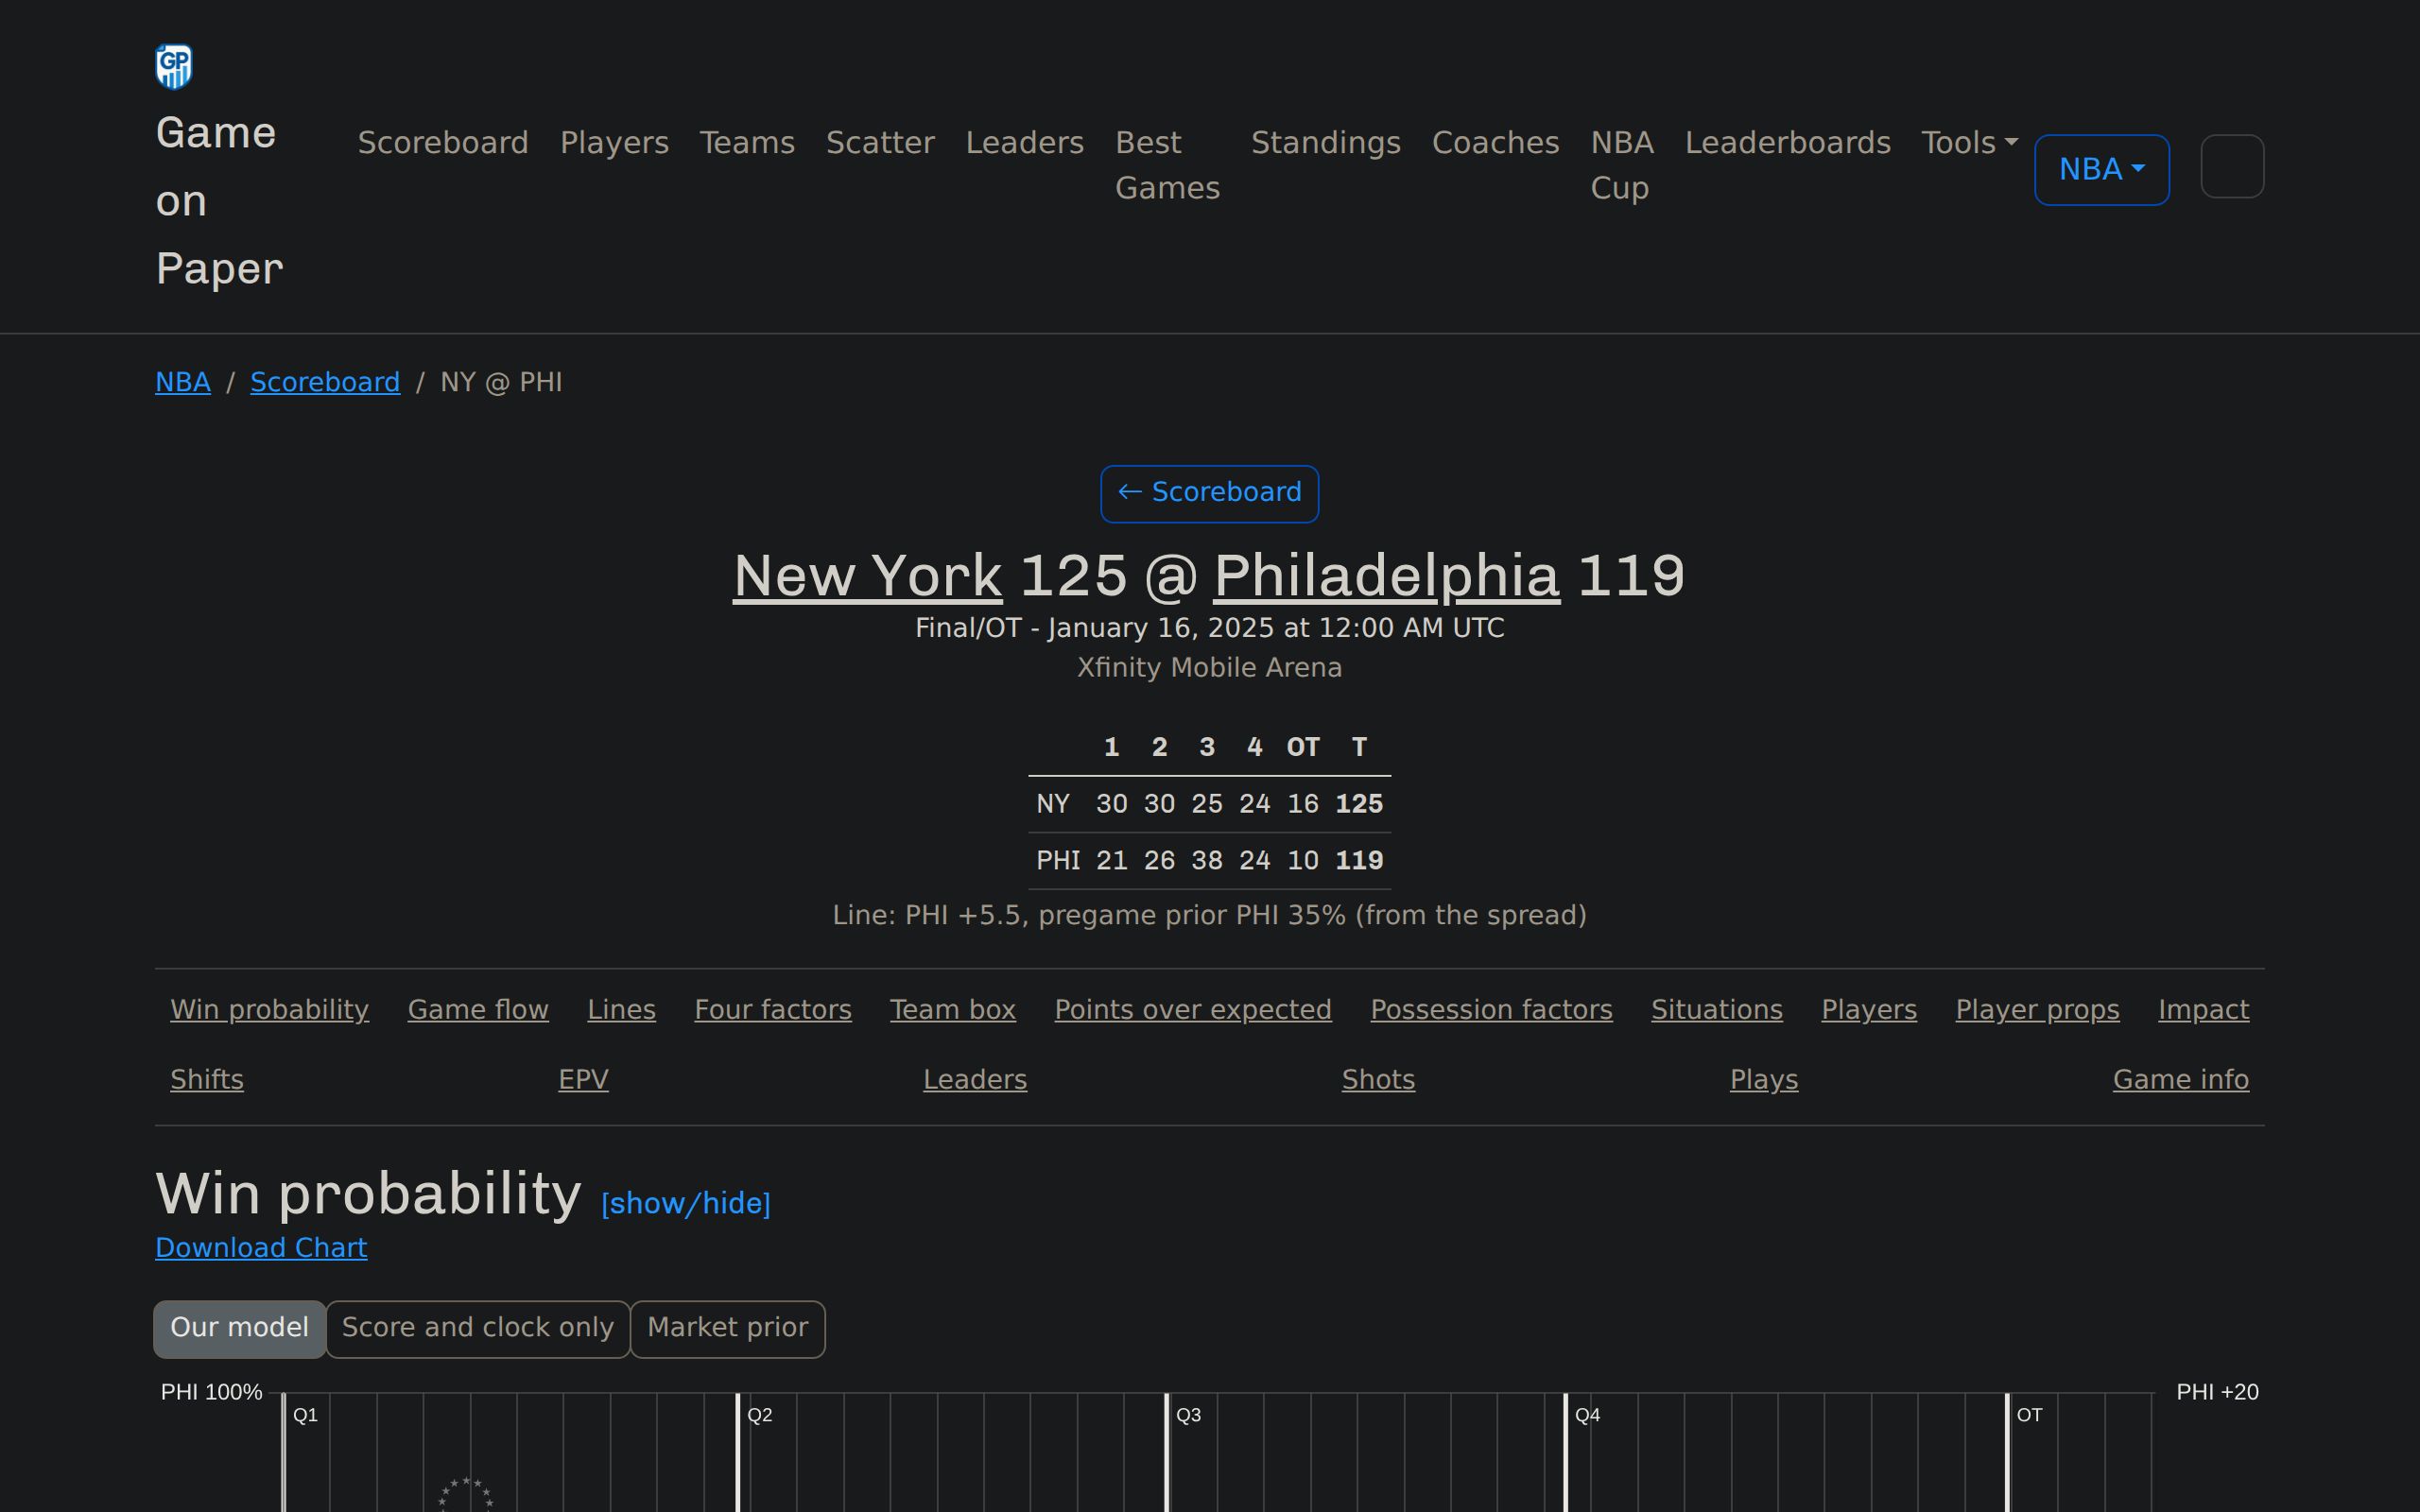 GP
Game
on
Paper
Scoreboard Players Teams Scatter Leaders Best Games Standings Coaches NBA Cup Leaderboards Tools
NBA
NBA / Scoreboard / NY @ PHI
← Scoreboard
New York 125 @ Philadelphia 119
Final/OT - January 16, 2025 at 12:00 AM UTC
Xfinity Mobile Arena
1 2 3 4 OT T
NY 30 30 25 24 16 125
PHI 21 26 38 24 10 119
Line: PHI +5.5, pregame prior PHI 35% (from the spread)
Win probability Game flow Lines Four factors Team box Points over expected Possession factors Situations Players Player props Impact
Shifts EPV Leaders Shots Plays Game info
Win probability [show/hide]
Download Chart
Our model Score and clock only Market prior
PHI 100% PHI +20
Q1 Q2 Q3 Q4 OT